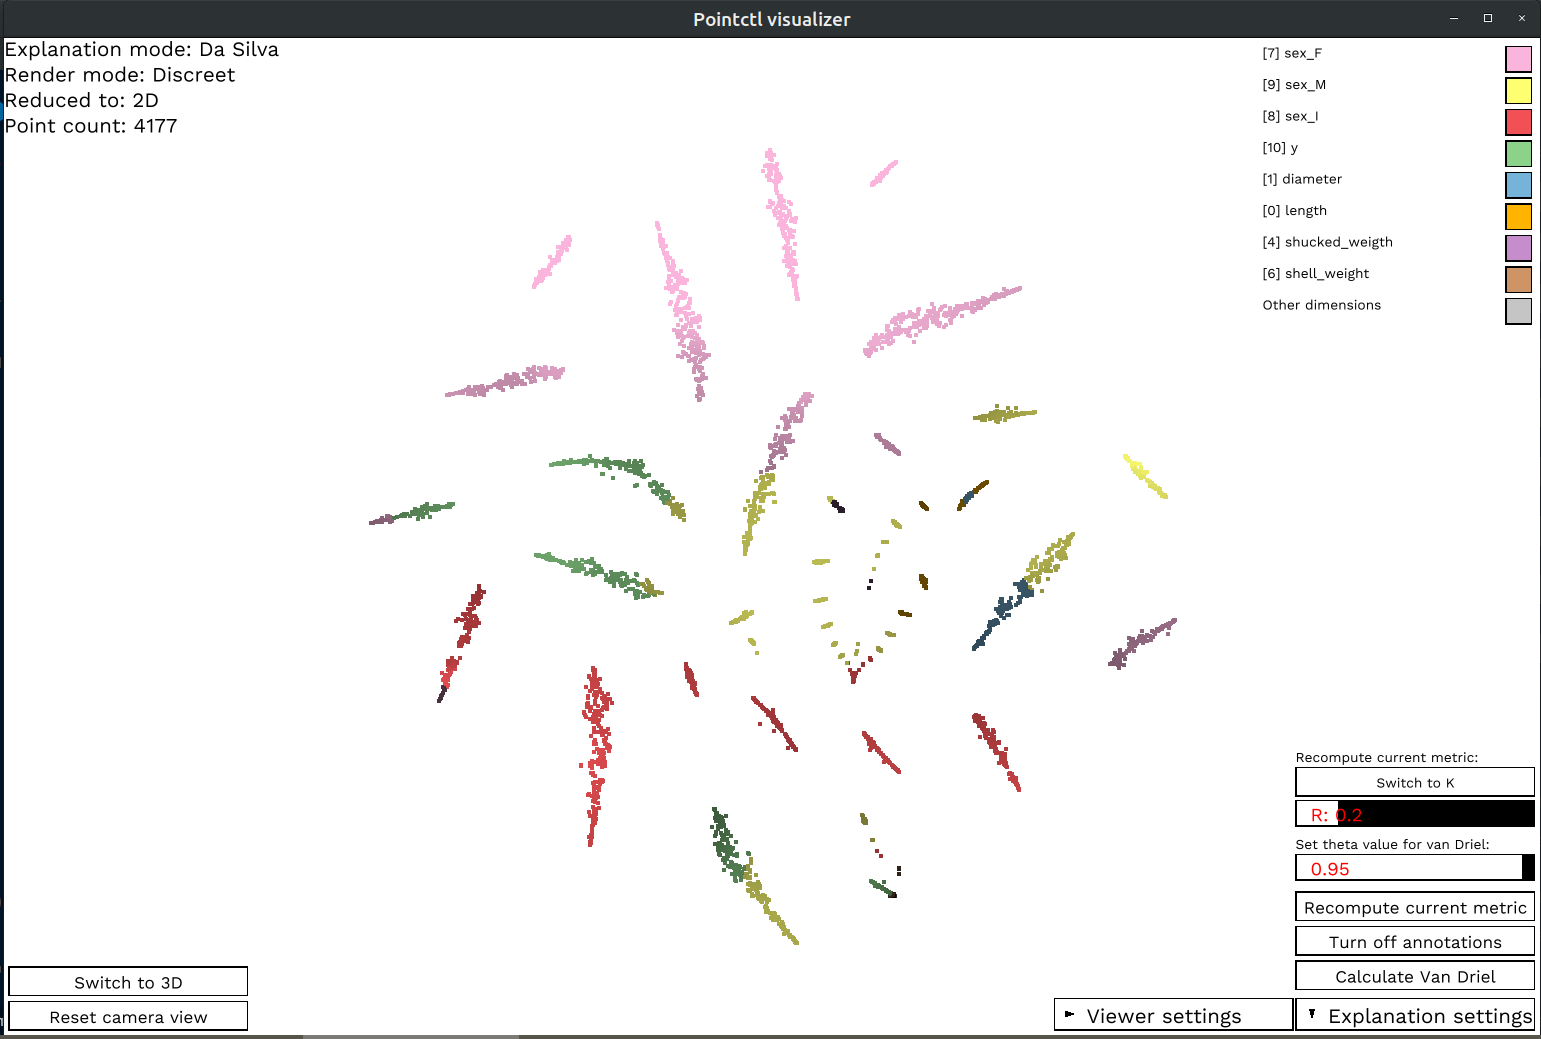 Pointctl visualizer
Explanation mode: Da Silva
Render mode: Discreet
Reduced to: 2D
Point count: 4177
[7] sex_F
[9] sex_M
[8] sex_I
[10] y
[1] diameter
[0] length
[4] shucked_weigth
[6] shell_weight
Other dimensions
Recompute current metric:
Switch to K
R: 0.2
Set theta value for van Driel:
0.95
Recompute current metric
Turn off annotations
Calculate Van Driel
Switch to 3D
Reset camera view
Viewer settings
Explanation settings